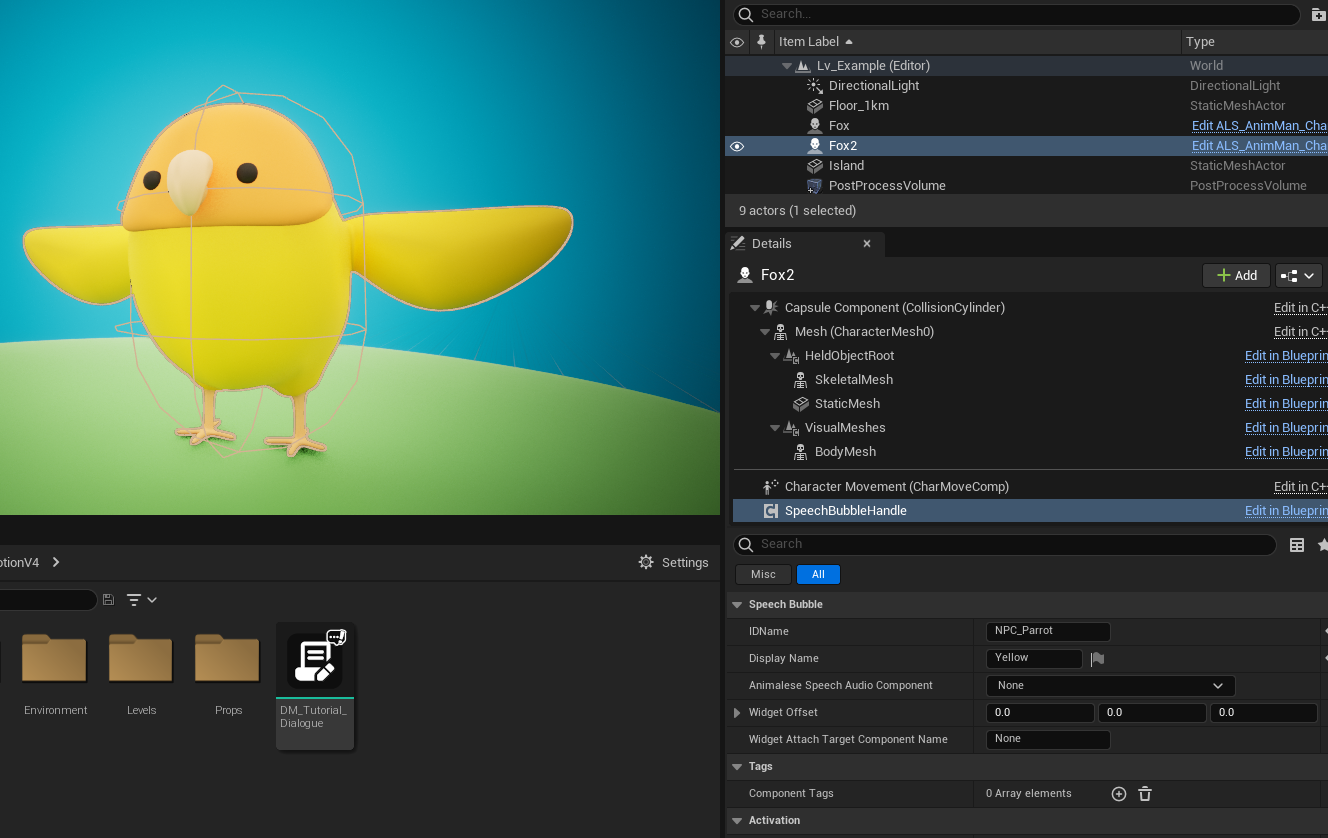 Search...
Item Label Type
Lv_Example (Editor) World
DirectionalLight DirectionalLight
Floor_1km StaticMeshActor
Fox Edit ALS_AnimMan_Cha
Fox2 Edit ALS_AnimMan_Cha
Island StaticMeshActor
PostProcessVolume PostProcessVolume
9 actors (1 selected)
Details
Fox2 Add
Capsule Component (CollisionCylinder) Edit in C++
Mesh (CharacterMesh0) Edit in C++
HeldObjectRoot Edit in Blueprin
SkeletalMesh Edit in Blueprin
StaticMesh Edit in Blueprin
VisualMeshes Edit in Blueprin
BodyMesh Edit in Blueprin
Character Movement (CharMoveComp) Edit in C++
SpeechBubbleHandle Edit in Blueprin
Search
Misc All
Speech Bubble
IDName NPC_Parrot
Display Name Yellow
Animalese Speech Audio Component None
Widget Offset 0.0 0.0 0.0
Widget Attach Target Component Name None
Tags
Component Tags 0 Array elements
Activation
otionV4
Settings
Environment
Levels
Props
DM_Tutorial_
Dialogue